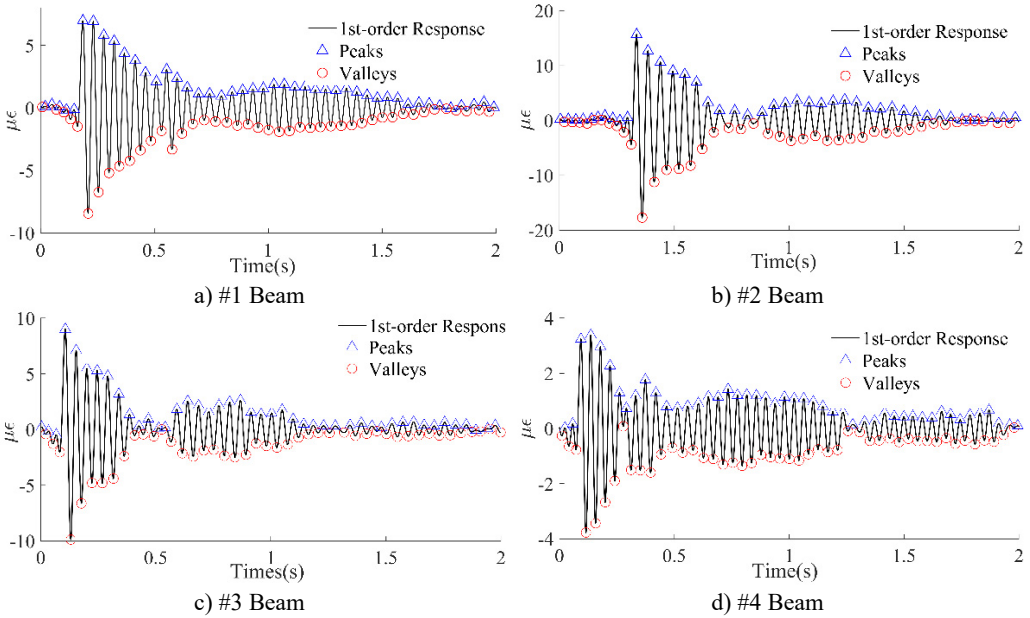 5
0
-5
-10
με
0
0.5
1
1.5
2
Time(s)
1st-order Response
Peaks
Valleys
a) #1 Beam
20
10
0
-10
-20
με
0
1.5
1
1.5
2
Time(s)
1st-order Response
Peaks
Valleys
b) #2 Beam
10
5
0
-5
-10
με
0
0.5
1
1.5
2
Times(s)
1st-order Respons
Peaks
Valleys
c) #3 Beam
4
2
0
-2
-4
με
0
0.5
1
1.5
2
Time(s)
1st-order Response
Peaks
Valleys
d) #4 Beam